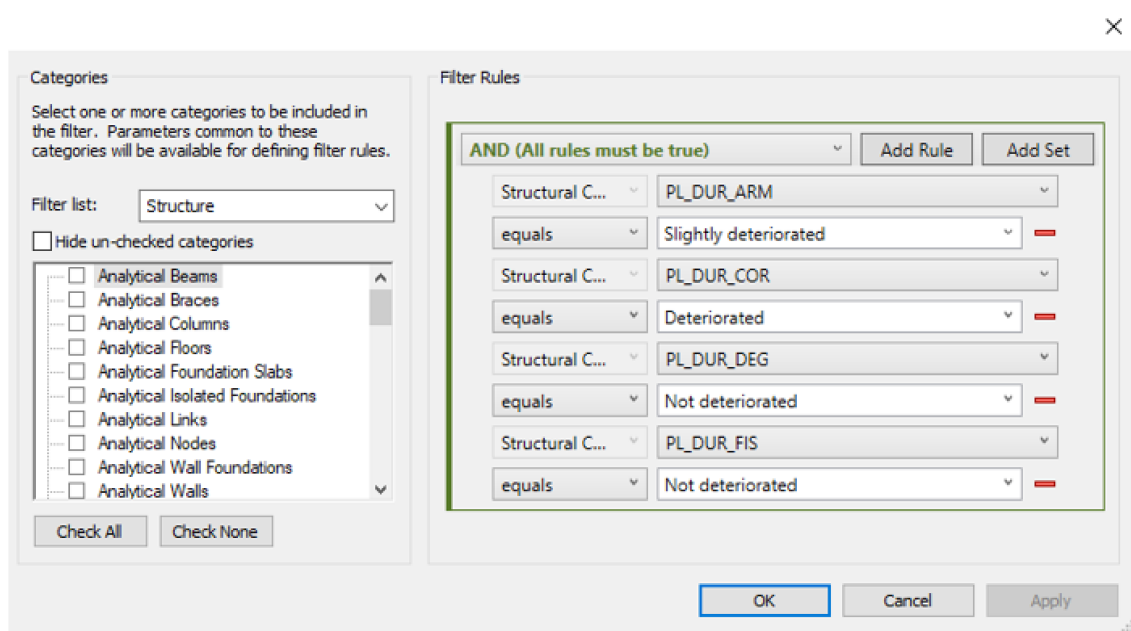 Categories
Select one or more categories to be included in
the filter. Parameters common to these
categories will be available for defining filter rules.
Filter list:
Structure
Hide un-checked categories
Analytical Beams
Analytical Braces
Analytical Columns
Analytical Floors
Analytical Foundation Slabs
Analytical Isolated Foundations
Analytical Links
Analytical Nodes
Analytical Wall Foundations
Analytical Walls
Check All
Check None
Filter Rules
AND (All rules must be true)
Add Rule
Add Set
Structural C...
PL_DUR_ARM
equals
Slightly deteriorated
Structural C...
PL_DUR_COR
equals
Deteriorated
Structural C...
PL_DUR_DEG
equals
Not deteriorated
Structural C...
PL_DUR_FIS
equals
Not deteriorated
OK
Cancel
Apply